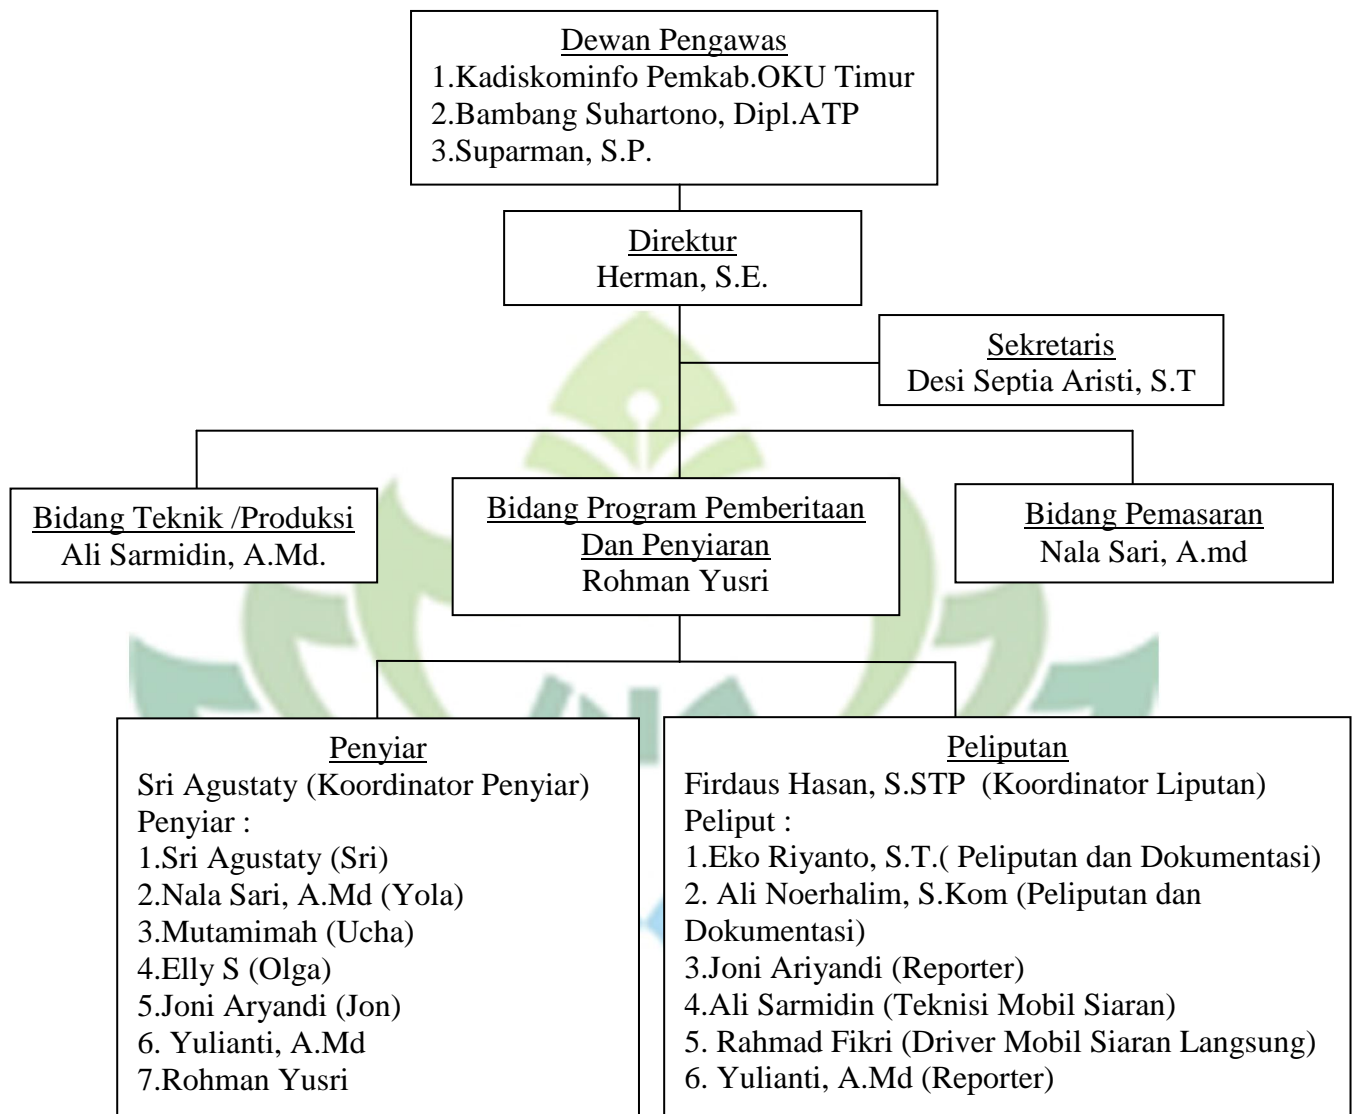 Dewan Pengawas
1.Kadiskominfo Pemkab.OKU Timur
2.Bambang Suhartono, Dipl.ATP
3.Suparman, S.P.
Direktur
Herman, S.E.
Sekretaris
Desi Septia Aristi, S.T
Bidang Teknik /Produksi
Ali Sarmidin, A.Md.
Bidang Program Pemberitaan
Dan Penyiaran
Rohman Yusri
Bidang Pemasaran
Nala Sari, A.md
Penyiar
Sri Agustaty (Koordinator Penyiar)
Penyiar :
1.Sri Agustaty (Sri)
2.Nala Sari, A.Md (Yola)
3.Mutamimah (Ucha)
4.Elly S (Olga)
5.Joni Aryandi (Jon)
6. Yulianti, A.Md
7.Rohman Yusri
Peliputan
Firdaus Hasan, S.STP  (Koordinator Liputan)
Peliput :
1.Eko Riyanto, S.T.( Peliputan dan Dokumentasi)
2. Ali Noerhalim, S.Kom (Peliputan dan
Dokumentasi)
3.Joni Ariyandi (Reporter)
4.Ali Sarmidin (Teknisi Mobil Siaran)
5. Rahmad Fikri (Driver Mobil Siaran Langsung)
6. Yulianti, A.Md (Reporter)